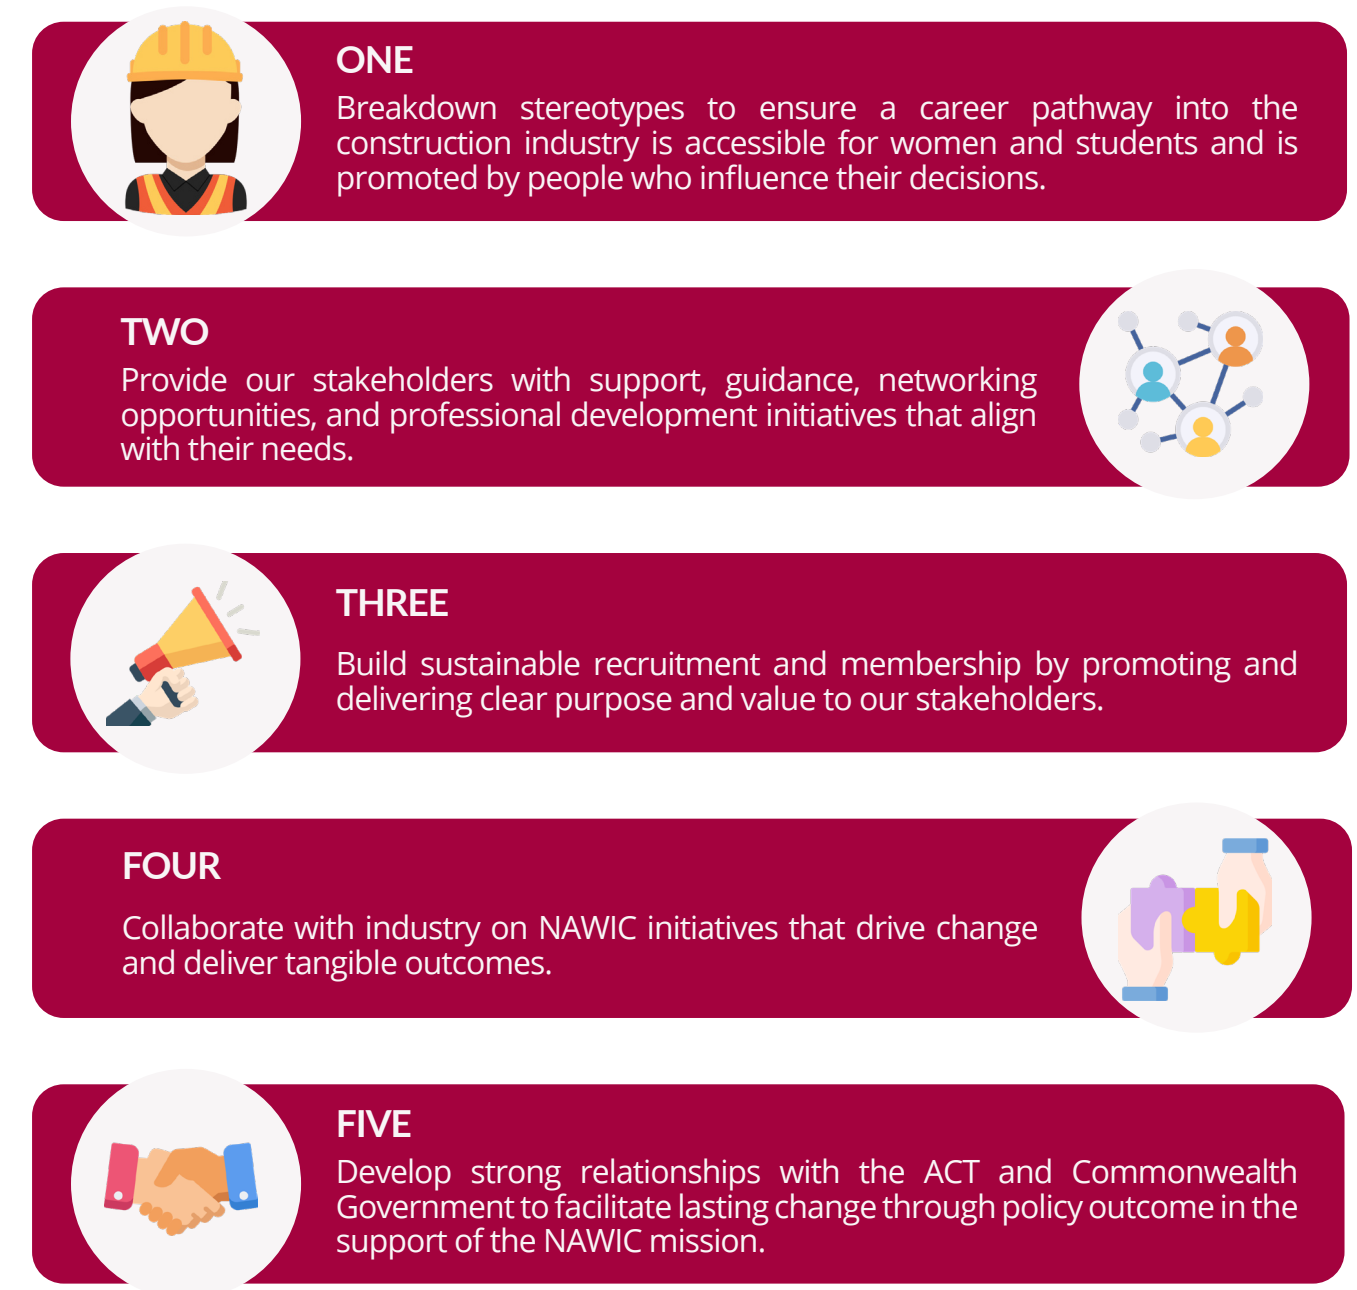 ONE
Breakdown stereotypes to ensure a career pathway into the
construction industry is accessible for women and students and is
promoted by people who influence their decisions.
TWO
Provide our stakeholders with support, guidance, networking
opportunities, and professional development initiatives that align
with their needs.
THREE
Build sustainable recruitment and membership by promoting and
delivering clear purpose and value to our stakeholders.
FOUR
Collaborate with industry on NAWIC initiatives that drive change
and deliver tangible outcomes.
FIVE
Develop strong relationships with the ACT and Commonwealth
Government to facilitate lasting change through policy outcome in the
support of the NAWIC mission.